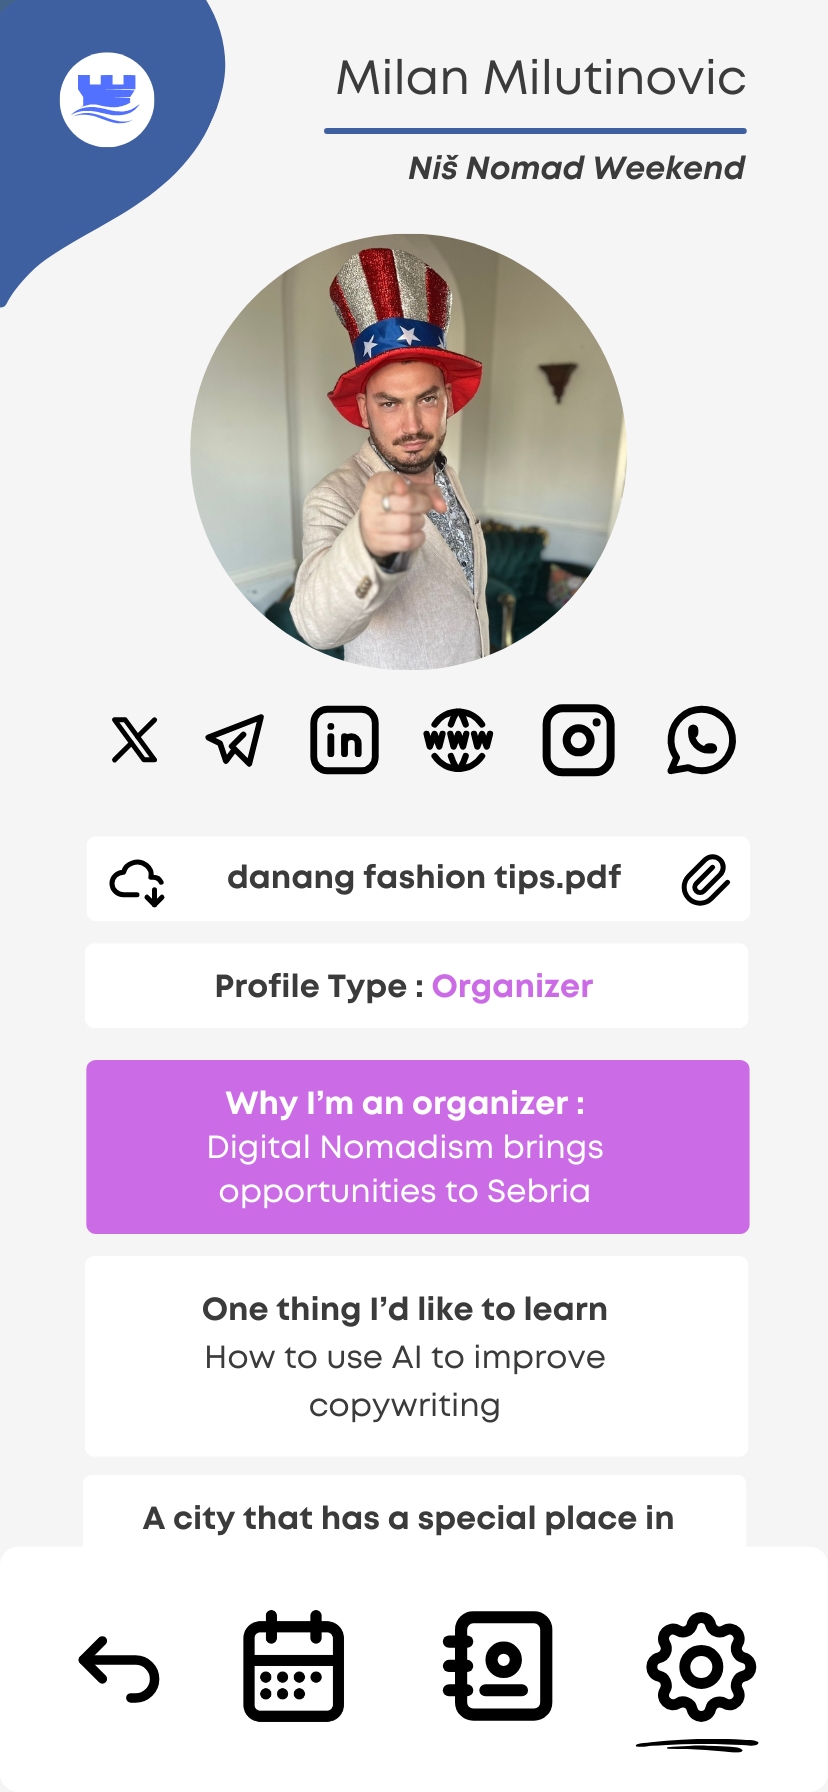 Milan Milutinovic
Niš Nomad Weekend
in
www
danang fashion tips.pdf
Profile Type : Organizer
Why I'm an organizer :
Digital Nomadism brings
opportunities to Sebria
One thing I'd like to learn
How to use AI to improve
copywriting
A city that has a special place in